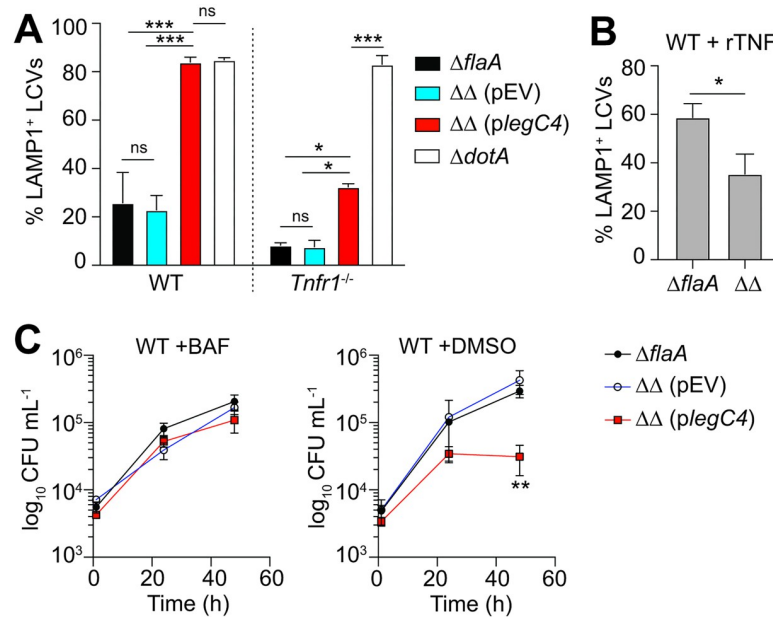 A
% LAMP1⁺ LCVs
100
80
60
40
20
0
ns
***
***
ns
***
*
*
ns
WT
Tnfr1⁻/⁻
ΔflaA
ΔΔ (pEV)
ΔΔ (plegC4)
ΔdotA
B
WT + rTNF
% LAMP1⁺ LCVs
80
60
40
60
0
*
ΔflaA
ΔΔ
C
WT +BAF
log₁₀ CFU mL⁻¹
10⁶
10⁵
10⁴
10³
0
20
40
60
Time (h)
WT +DMSO
log₁₀ CFU mL⁻¹
10⁶
10⁵
10⁴
10³
**
0
20
40
60
Time (h)
ΔflaA
ΔΔ (pEV)
ΔΔ (plegC4)